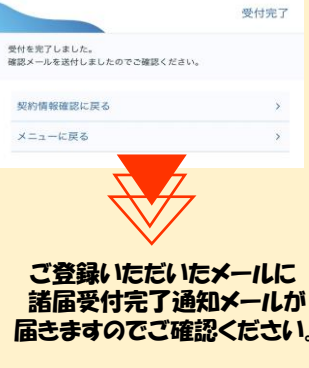 受付完了
受付を完了しました。
確認メールを送付しましたのでご確認ください。
契約情報確認に戻る
メニューに戻る
ご登録いただいたメールに
諸届受付完了通知メールが
届きますのでご確認ください。